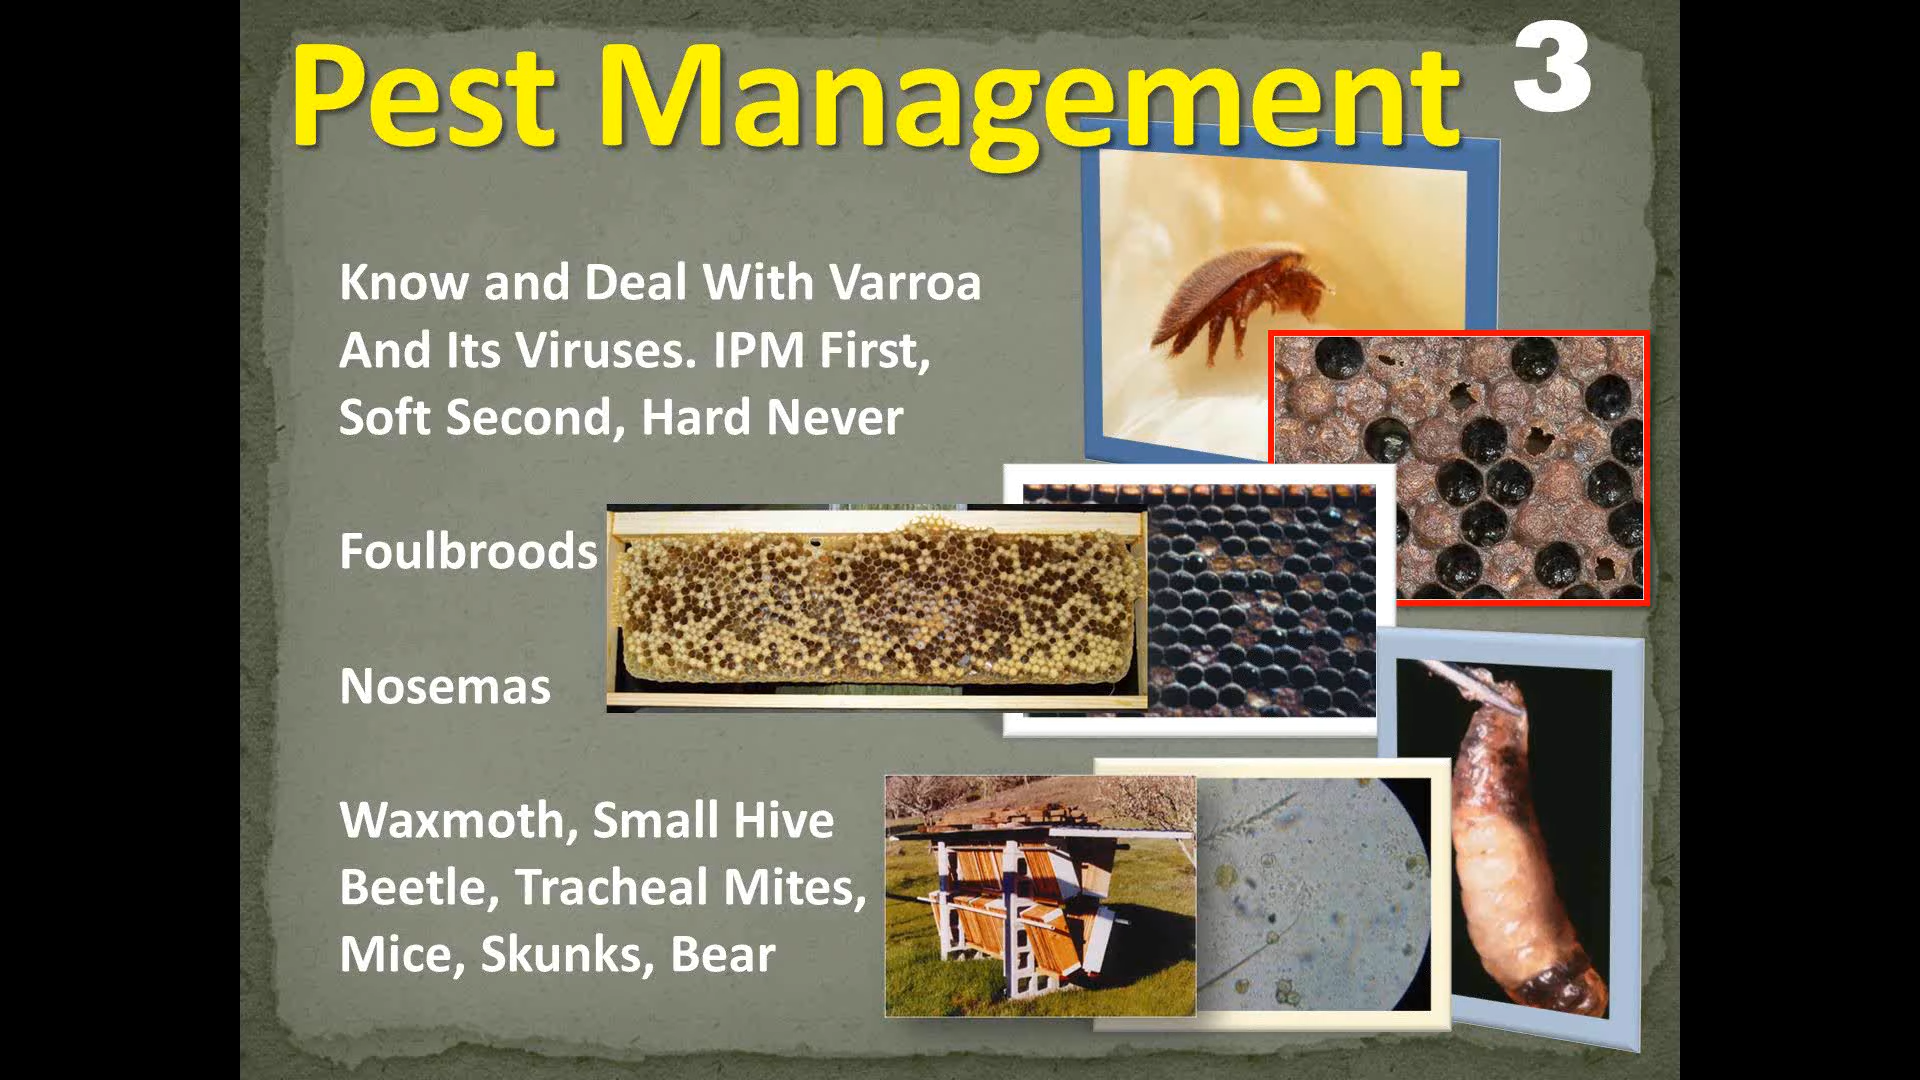 Pest Management 3
Know and Deal With Varroa
And Its Viruses. IPM First,
Soft Second, Hard Never
Foulbroods
Nosemas
Waxmoth, Small Hive
Beetle, Tracheal Mites,
Mice, Skunks, Bear